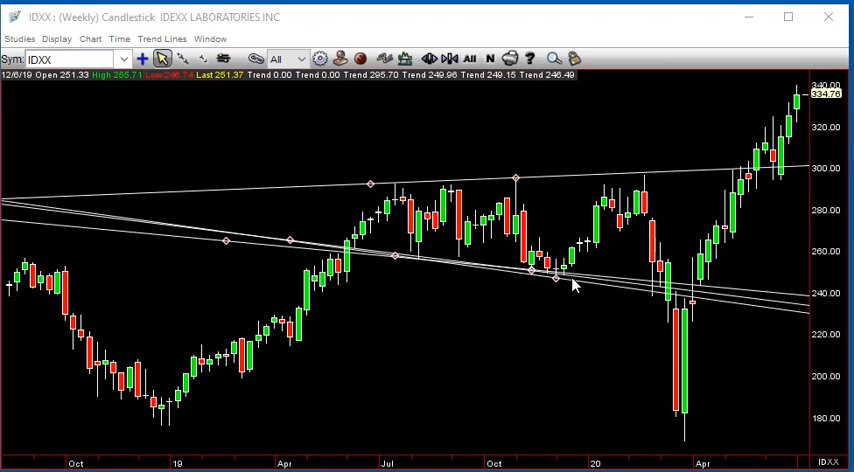 IDXX : (Weekly) Candlestick IDEXX LABORATORIES INC
Studies Display Chart Time Trend Lines Window
Sym: IDXX All All N ?
12/6/19 Open 251.33 High 255.71 Low 246.74 Last 251.37 Trend 0.00 Trend 0.00 Trend 295.70 Trend 249.96 Trend 249.15 Trend 246.49
340.00
334.76
320.00
300.00
280.00
260.00
240.00
220.00
200.00
180.00
Oct 19 Apr Jul Oct 20 Apr IDXX